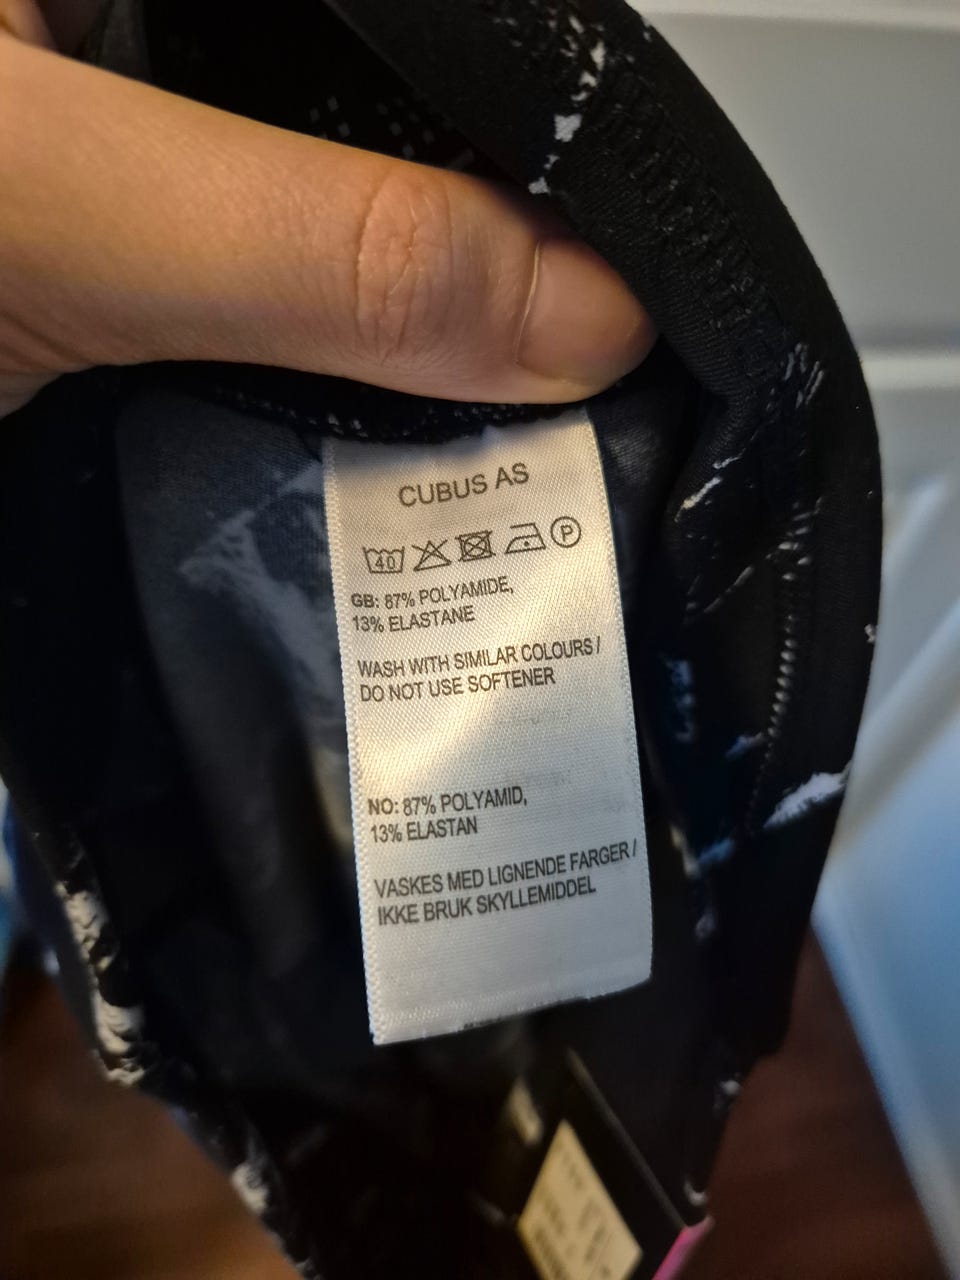 CUBUS AS
40 P
GB: 87% POLYAMIDE,
13% ELASTANE
WASH WITH SIMILAR COLOURS /
DO NOT USE SOFTENER
NO: 87% POLYAMID,
13% ELASTAN
VASKES MED LIGNENDE FARGER /
IKKE BRUK SKYLLEMIDDEL